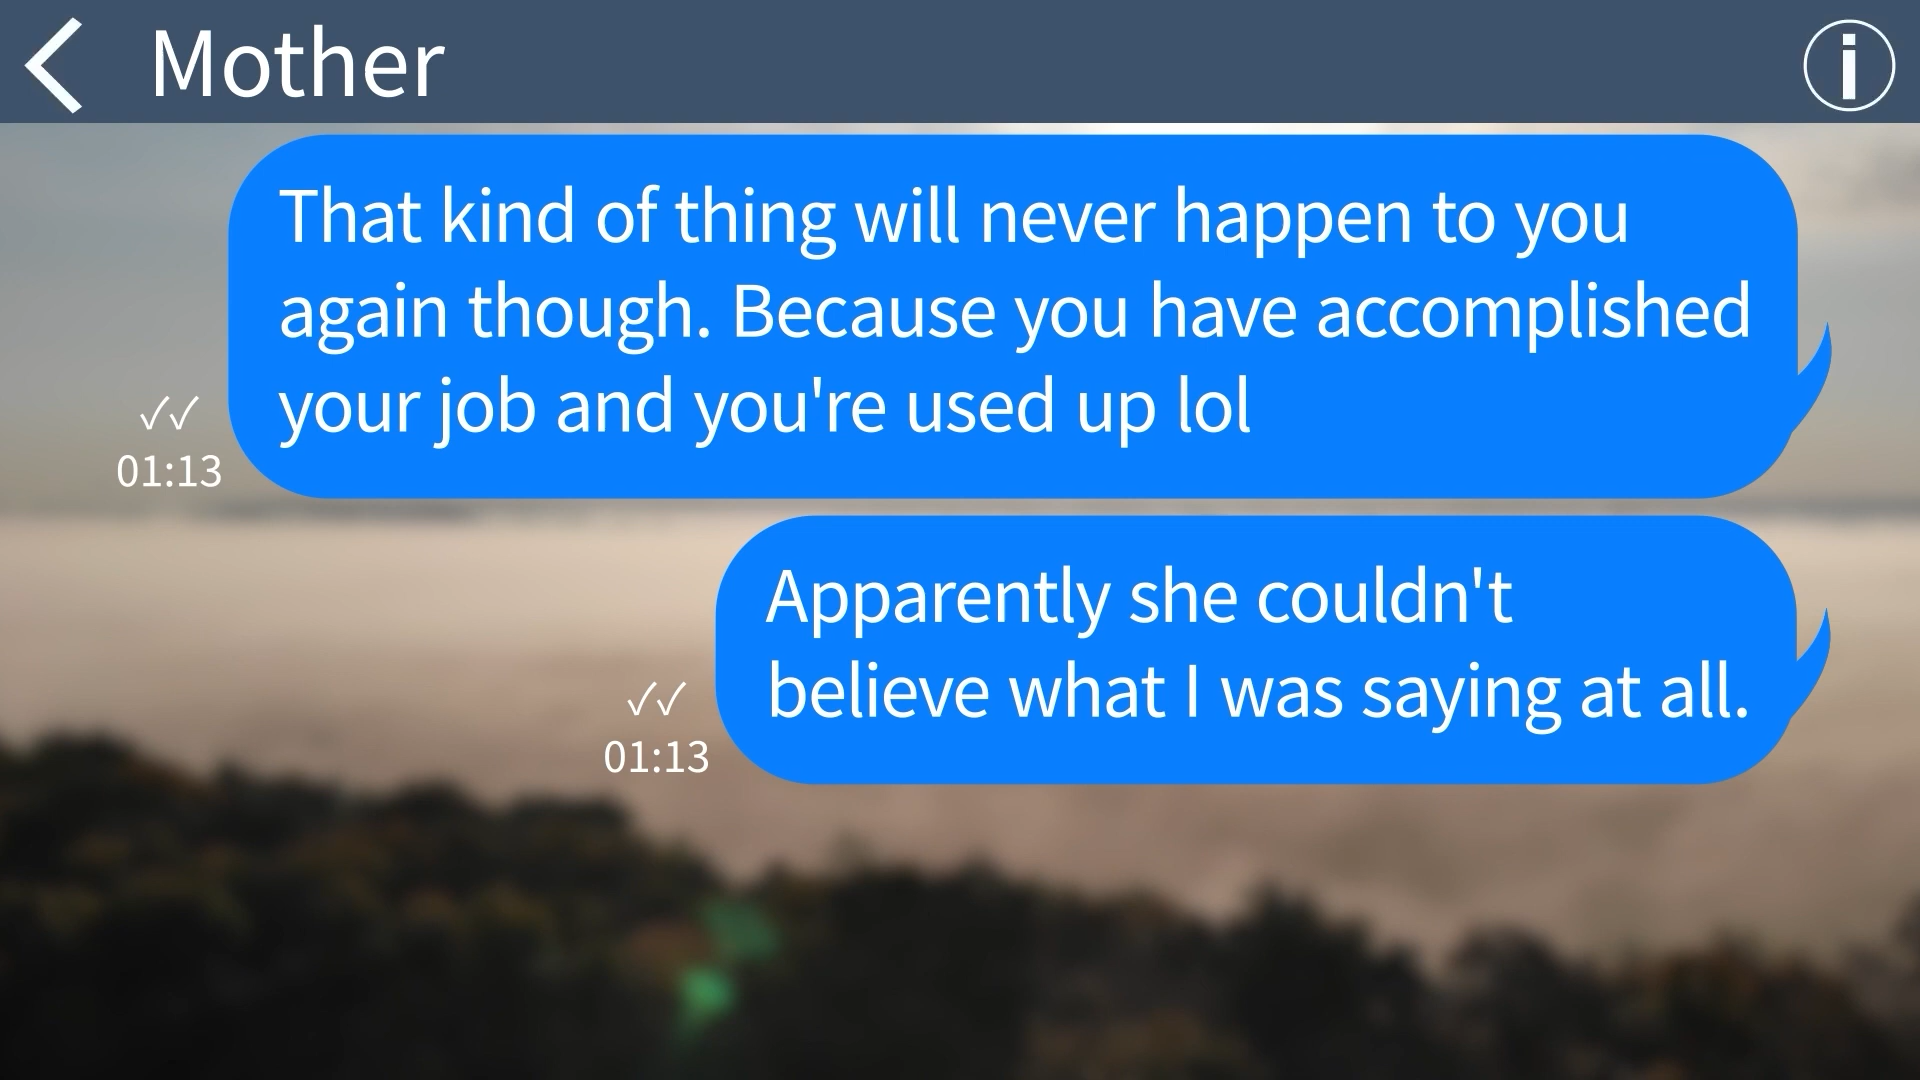 Mother
That kind of thing will never happen to you
again though. Because you have accomplished
your job and you're used up lol
✓✓
01:13
Apparently she couldn't
believe what I was saying at all.
✓✓
01:13